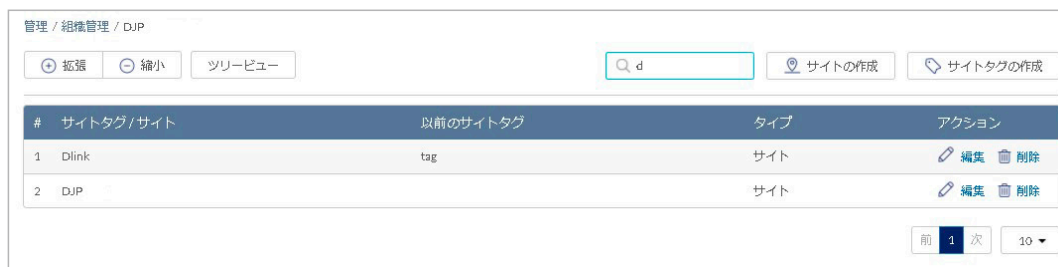 管理 / 組織管理 / DJP
拡張 縮小 ツリービュー d サイトの作成 サイトタグの作成
# サイトタグ/サイト 以前のサイトタグ タイプ アクション
1 Dlink tag サイト 編集 削除
2 DJP サイト 編集 削除
前 1 次 10